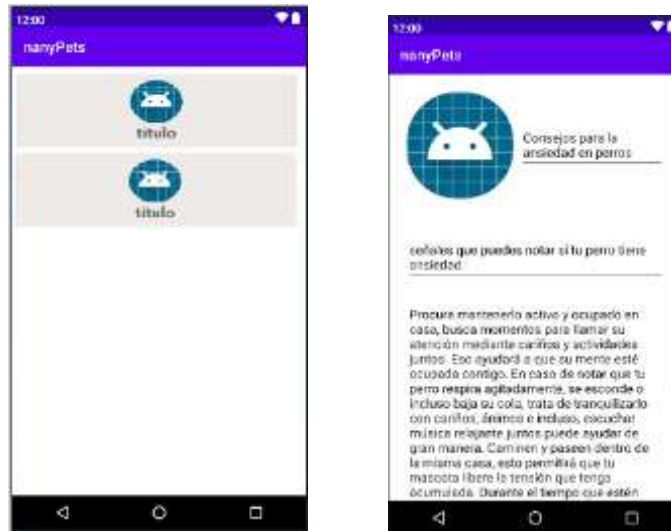 12:00
nanyPets
titulo
titulo
12:00
nanyPets
Consejos para la
ansiedad en perros
señales que puedes notar si tu perro tiene
ansiedad
Procura mantenerlo activo y ocupado en
casa, busca momentos para llamar su
atención mediante cariños y actividades
juntos. Eso ayudará a que su mente esté
ocupada contigo. En caso de notar que tu
perro respira agitadamente, se esconde o
incluso baja su cola, trata de tranquilizarlo
con cariños, ánimos e incluso, escuchar
música relajante juntos puede ayudar de
gran manera. Caminen y paseen dentro de
la misma casa, esto permitirá que tu
mascota libere la tensión que tenga
acumulada. Durante el tiempo que estén